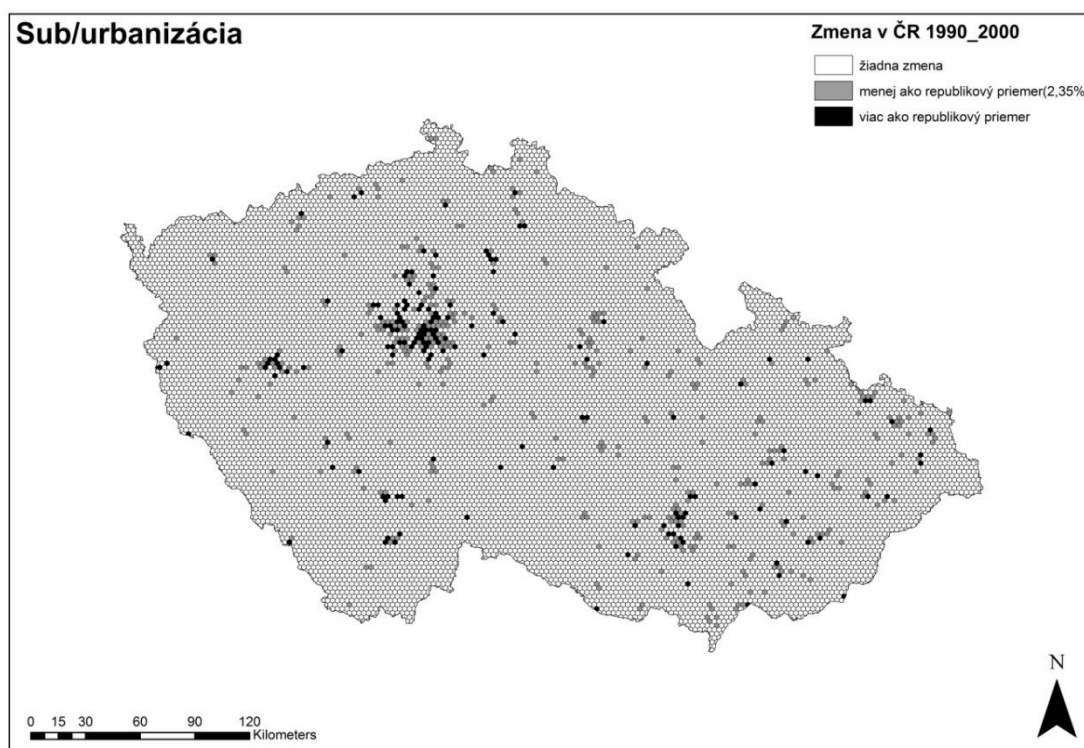 Sub/urbanizácia
Zmena v ČR 1990_2000
žiadna zmena
menej ako republikový priemer(2,35%
viac ako republikový priemer
N
0 15 30 60 90 120
Kilometers